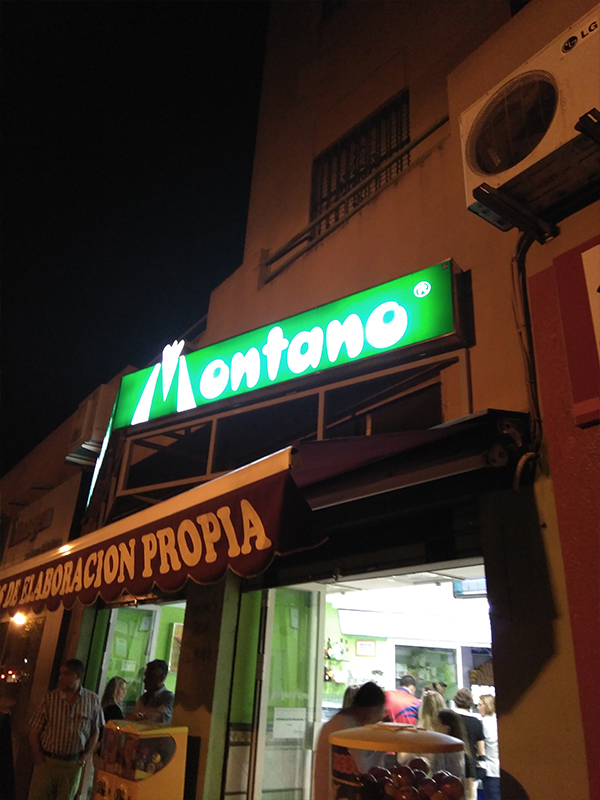 LG
Montano ®
DE ELABORACION PROPIA